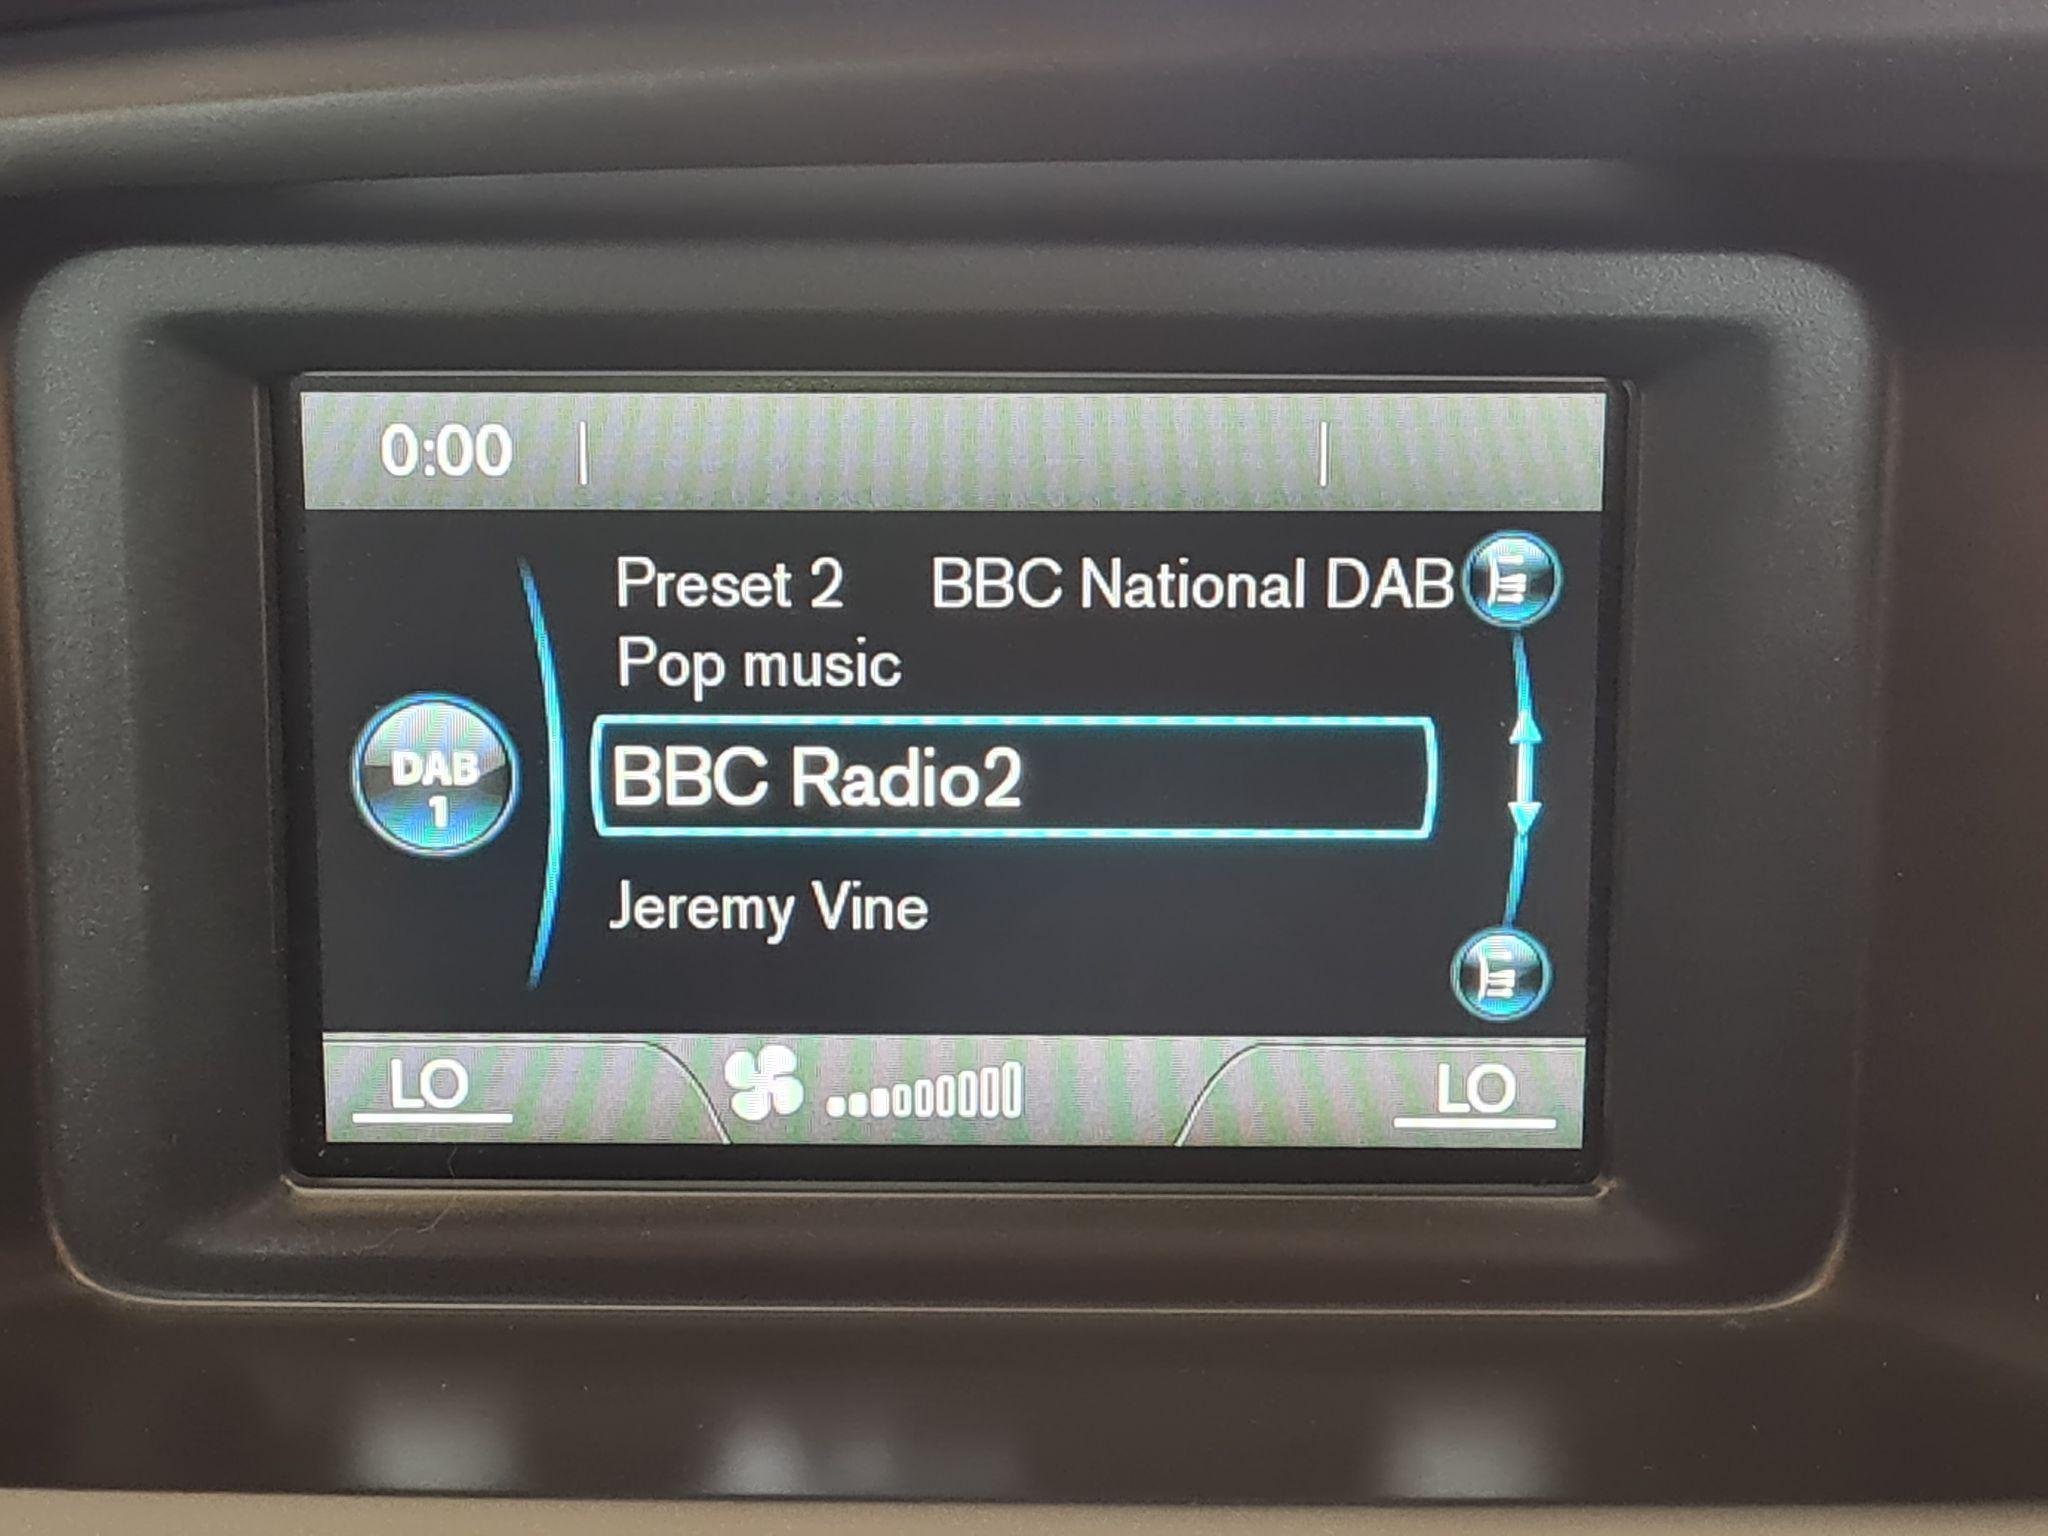 0:00
Preset 2 BBC National DAB
Pop music
DAB
1
BBC Radio2
Jeremy Vine
LO LO